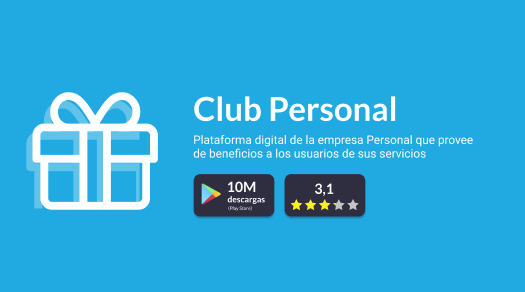 Club Personal
Plataforma digital de la empresa Personal que provee
de beneficios a los usuarios de sus servicios
10M
descargas
(Play Store)
3,1